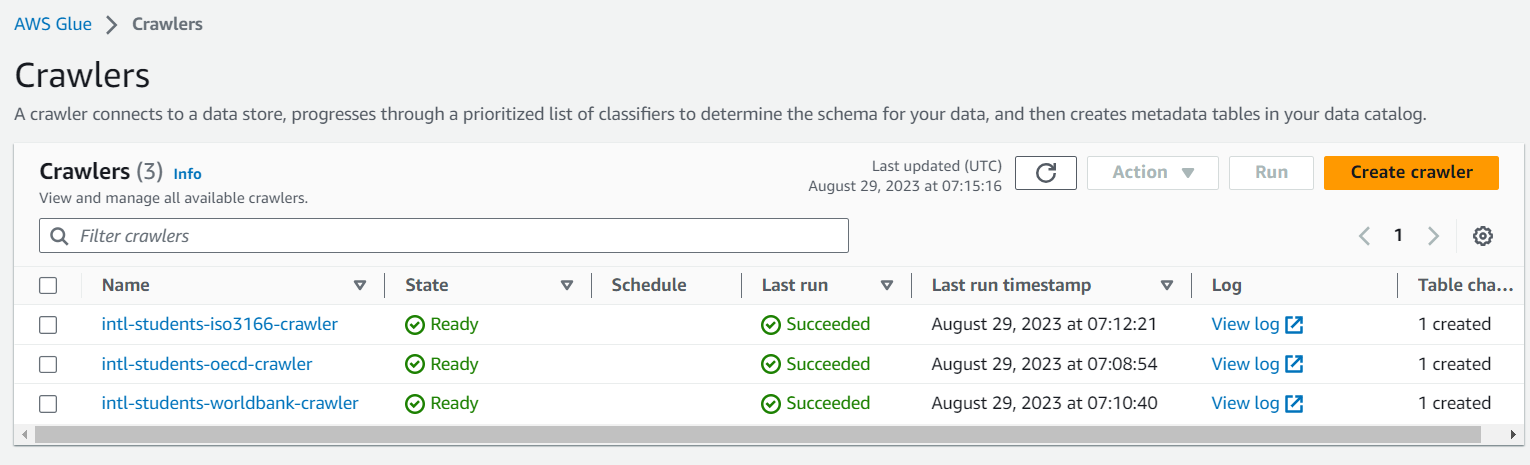 AWS Glue > Crawlers
Crawlers
A crawler connects to a data store, progresses through a prioritized list of classifiers to determine the schema for your data, and then creates metadata tables in your data catalog.
Crawlers (3) Info
View and manage all available crawlers.
Last updated (UTC)
August 29, 2023 at 07:15:16
Action
Run
Create crawler
Filter crawlers
1
Name State Schedule Last run Last run timestamp Log Table cha...
intl-students-iso3166-crawler Ready Succeeded August 29, 2023 at 07:12:21 View log 1 created
intl-students-oecd-crawler Ready Succeeded August 29, 2023 at 07:08:54 View log 1 created
intl-students-worldbank-crawler Ready Succeeded August 29, 2023 at 07:10:40 View log 1 created